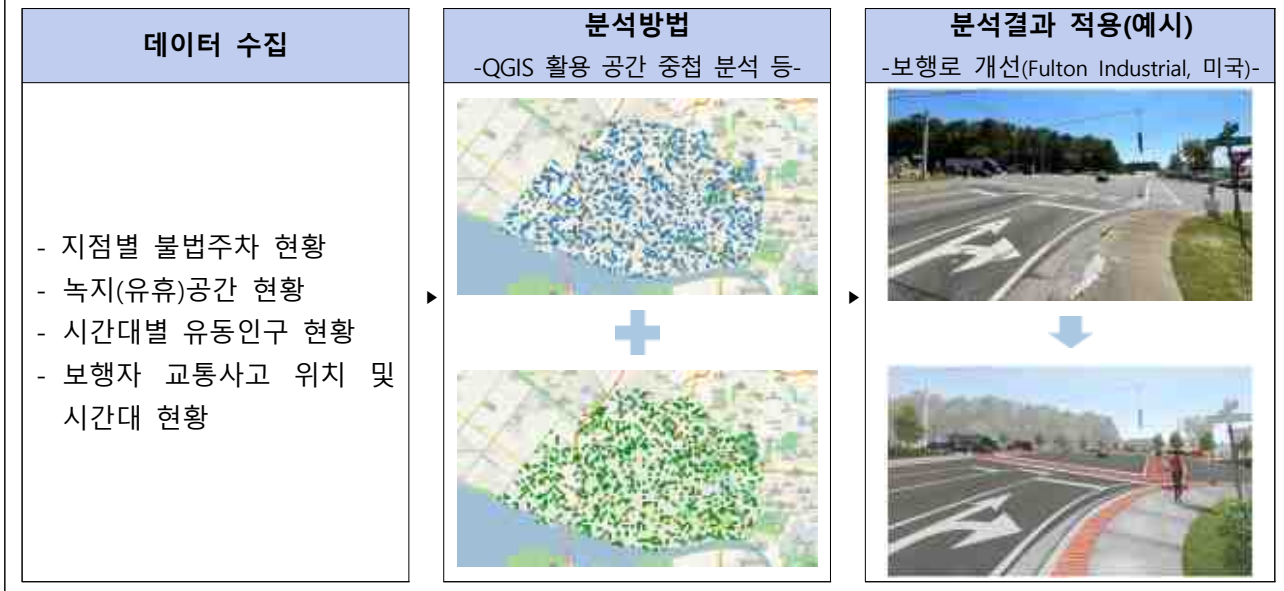 데이터 수집
- 지점별 불법주차 현황
- 녹지(유휴)공간 현황
- 시간대별 유동인구 현황
- 보행자 교통사고 위치 및
시간대 현황
분석방법
-QGIS 활용 공간 중첩 분석 등-
분석결과 적용(예시)
-보행로 개선(Fulton Industrial, 미국)-